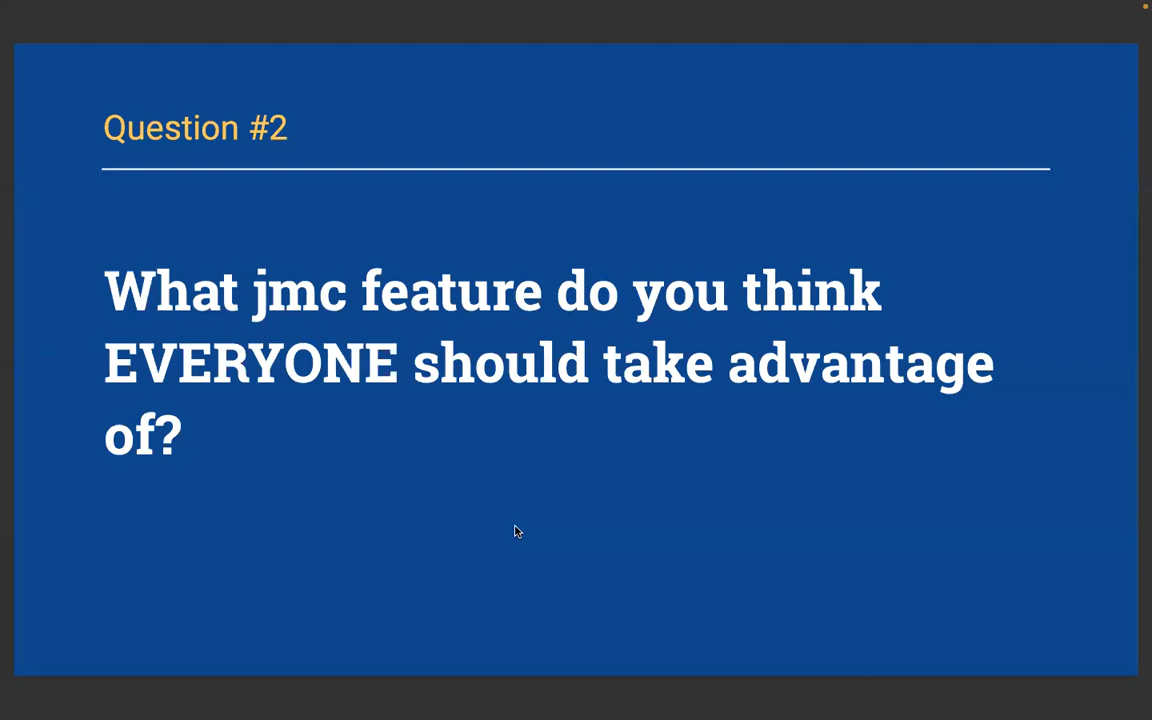 Question #2
What jmc feature do you think
EVERYONE should take advantage
of?